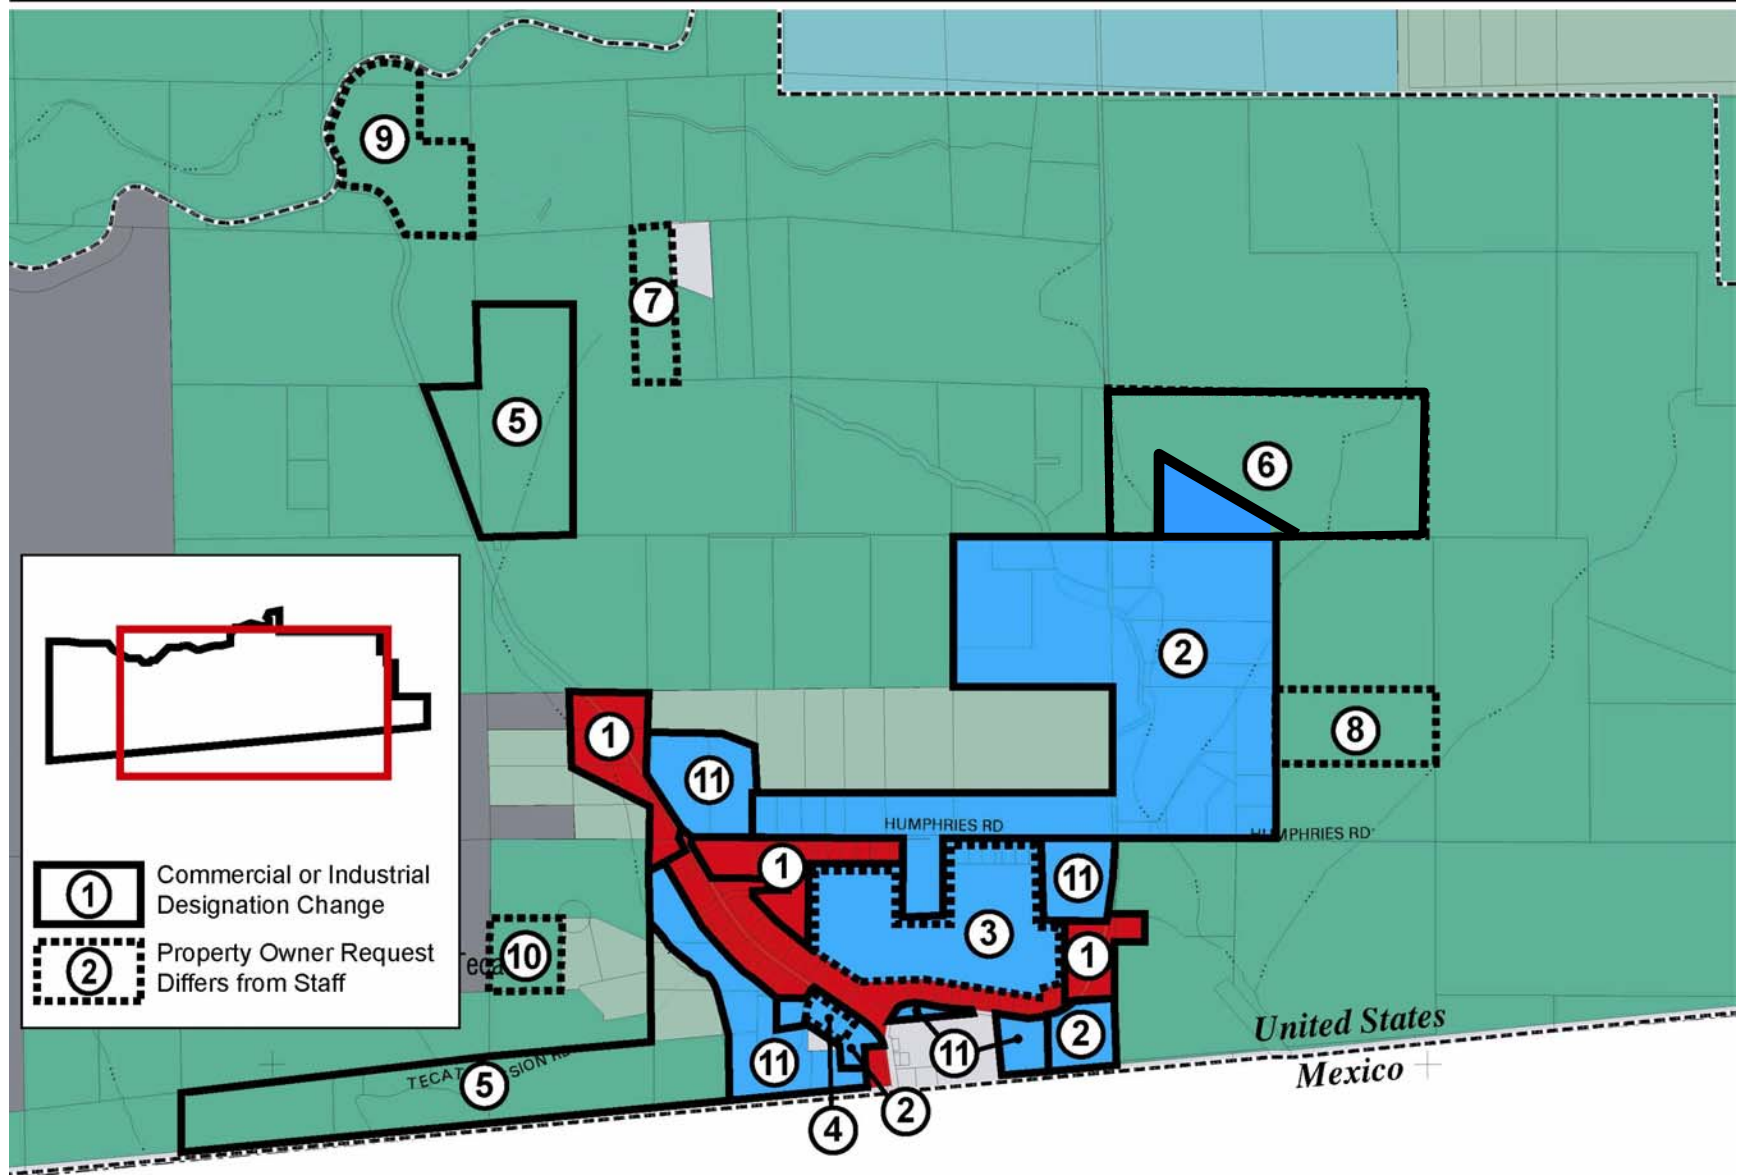 9
7
5
6
2
8
1
11
HUMPHRIES RD
HUMPHRIES RD
1
11
3
1
10
1
Commercial or Industrial
Designation Change
2
Property Owner Request
Differs from Staff
United States
Mexico
11
11
2
5
4
2